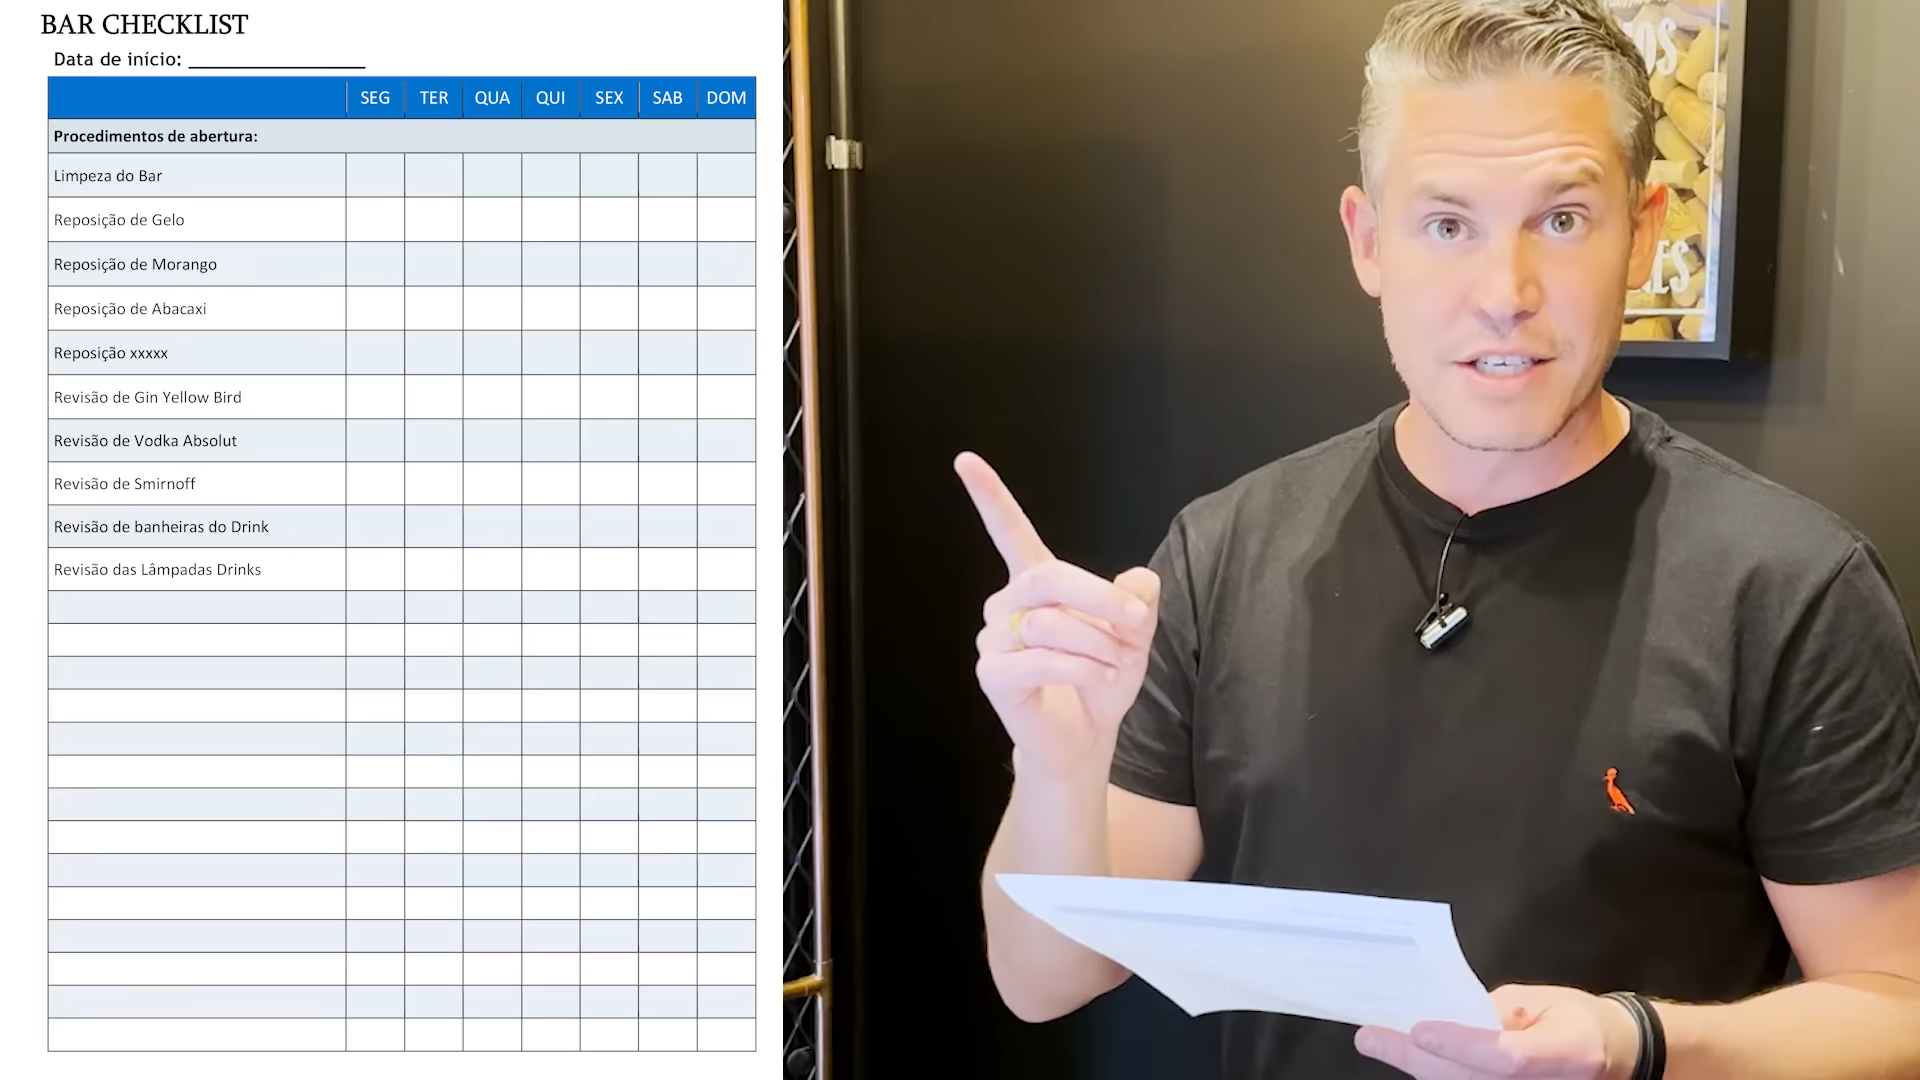 BAR CHECKLIST
Data de início: ________________
SEG TER QUA QUI SEX SAB DOM
Procedimentos de abertura:
Limpeza do Bar
Reposição de Gelo
Reposição de Morango
Reposição de Abacaxi
Reposição xxxxx
Revisão de Gin Yellow Bird
Revisão de Vodka Absolut
Revisão de Smirnoff
Revisão de banheiras do Drink
Revisão das Lâmpadas Drinks